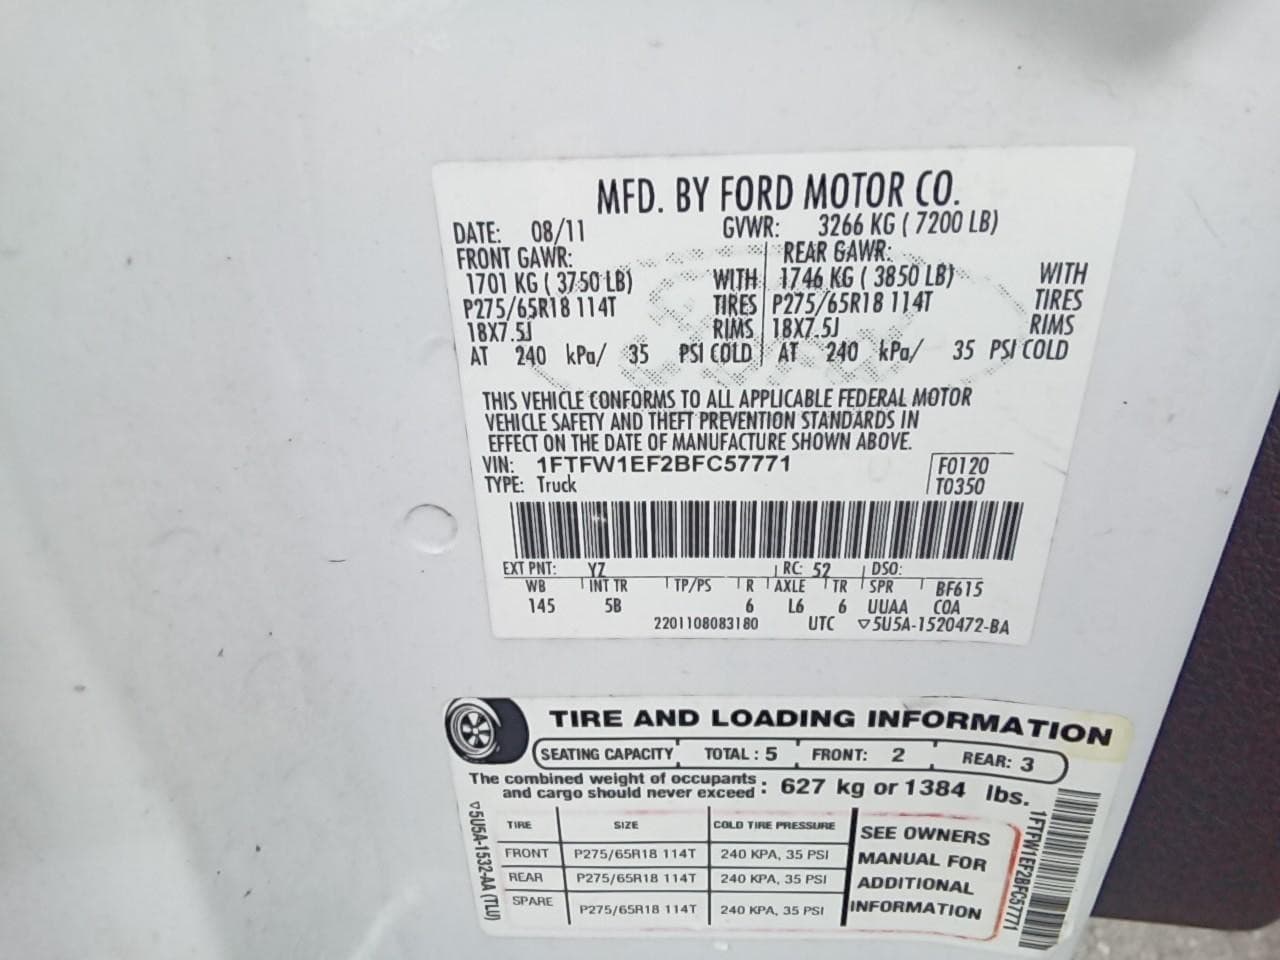 MFD. BY FORD MOTOR CO.
DATE: 08/11 GVWR: 3266 KG ( 7200 LB)
FRONT GAWR: REAR GAWR:
1701 KG ( 3750 LB) WITH 1746 KG ( 3850 LB) WITH
P275/65R18 114T TIRES P275/65R18 114T TIRES
18X7.5J RIMS 18X7.5J RIMS
AT 240 kPa/ 35 PSI COLD AT 240 kPa/ 35 PSI COLD
THIS VEHICLE CONFORMS TO ALL APPLICABLE FEDERAL MOTOR
VEHICLE SAFETY AND THEFT PREVENTION STANDARDS IN
EFFECT ON THE DATE OF MANUFACTURE SHOWN ABOVE.
VIN: 1FTFW1EF2BFC57771 F0120
TYPE: Truck T0350
EXT PNT: YZ RC: 52 DSO:
WB INT TR TP/PS R AXLE TR SPR BF615
145 5B 6 L6 6 UUAA COA
2201108083180 UTC ▽5U5A-1520472-BA
TIRE AND LOADING INFORMATION
SEATING CAPACITY TOTAL : 5 FRONT: 2 REAR: 3
The combined weight of occupants
and cargo should never exceed : 627 kg or 1384 lbs.
TIRE SIZE COLD TIRE PRESSURE
FRONT P275/65R18 114T 240 KPA, 35 PSI
REAR P275/65R18 114T 240 KPA, 35 PSI
SPARE P275/65R18 114T 240 KPA, 35 PSI
SEE OWNERS
MANUAL FOR
ADDITIONAL
INFORMATION
▽5U5A-1532-AA (TLU)
1FTFW1EF2BFC57771